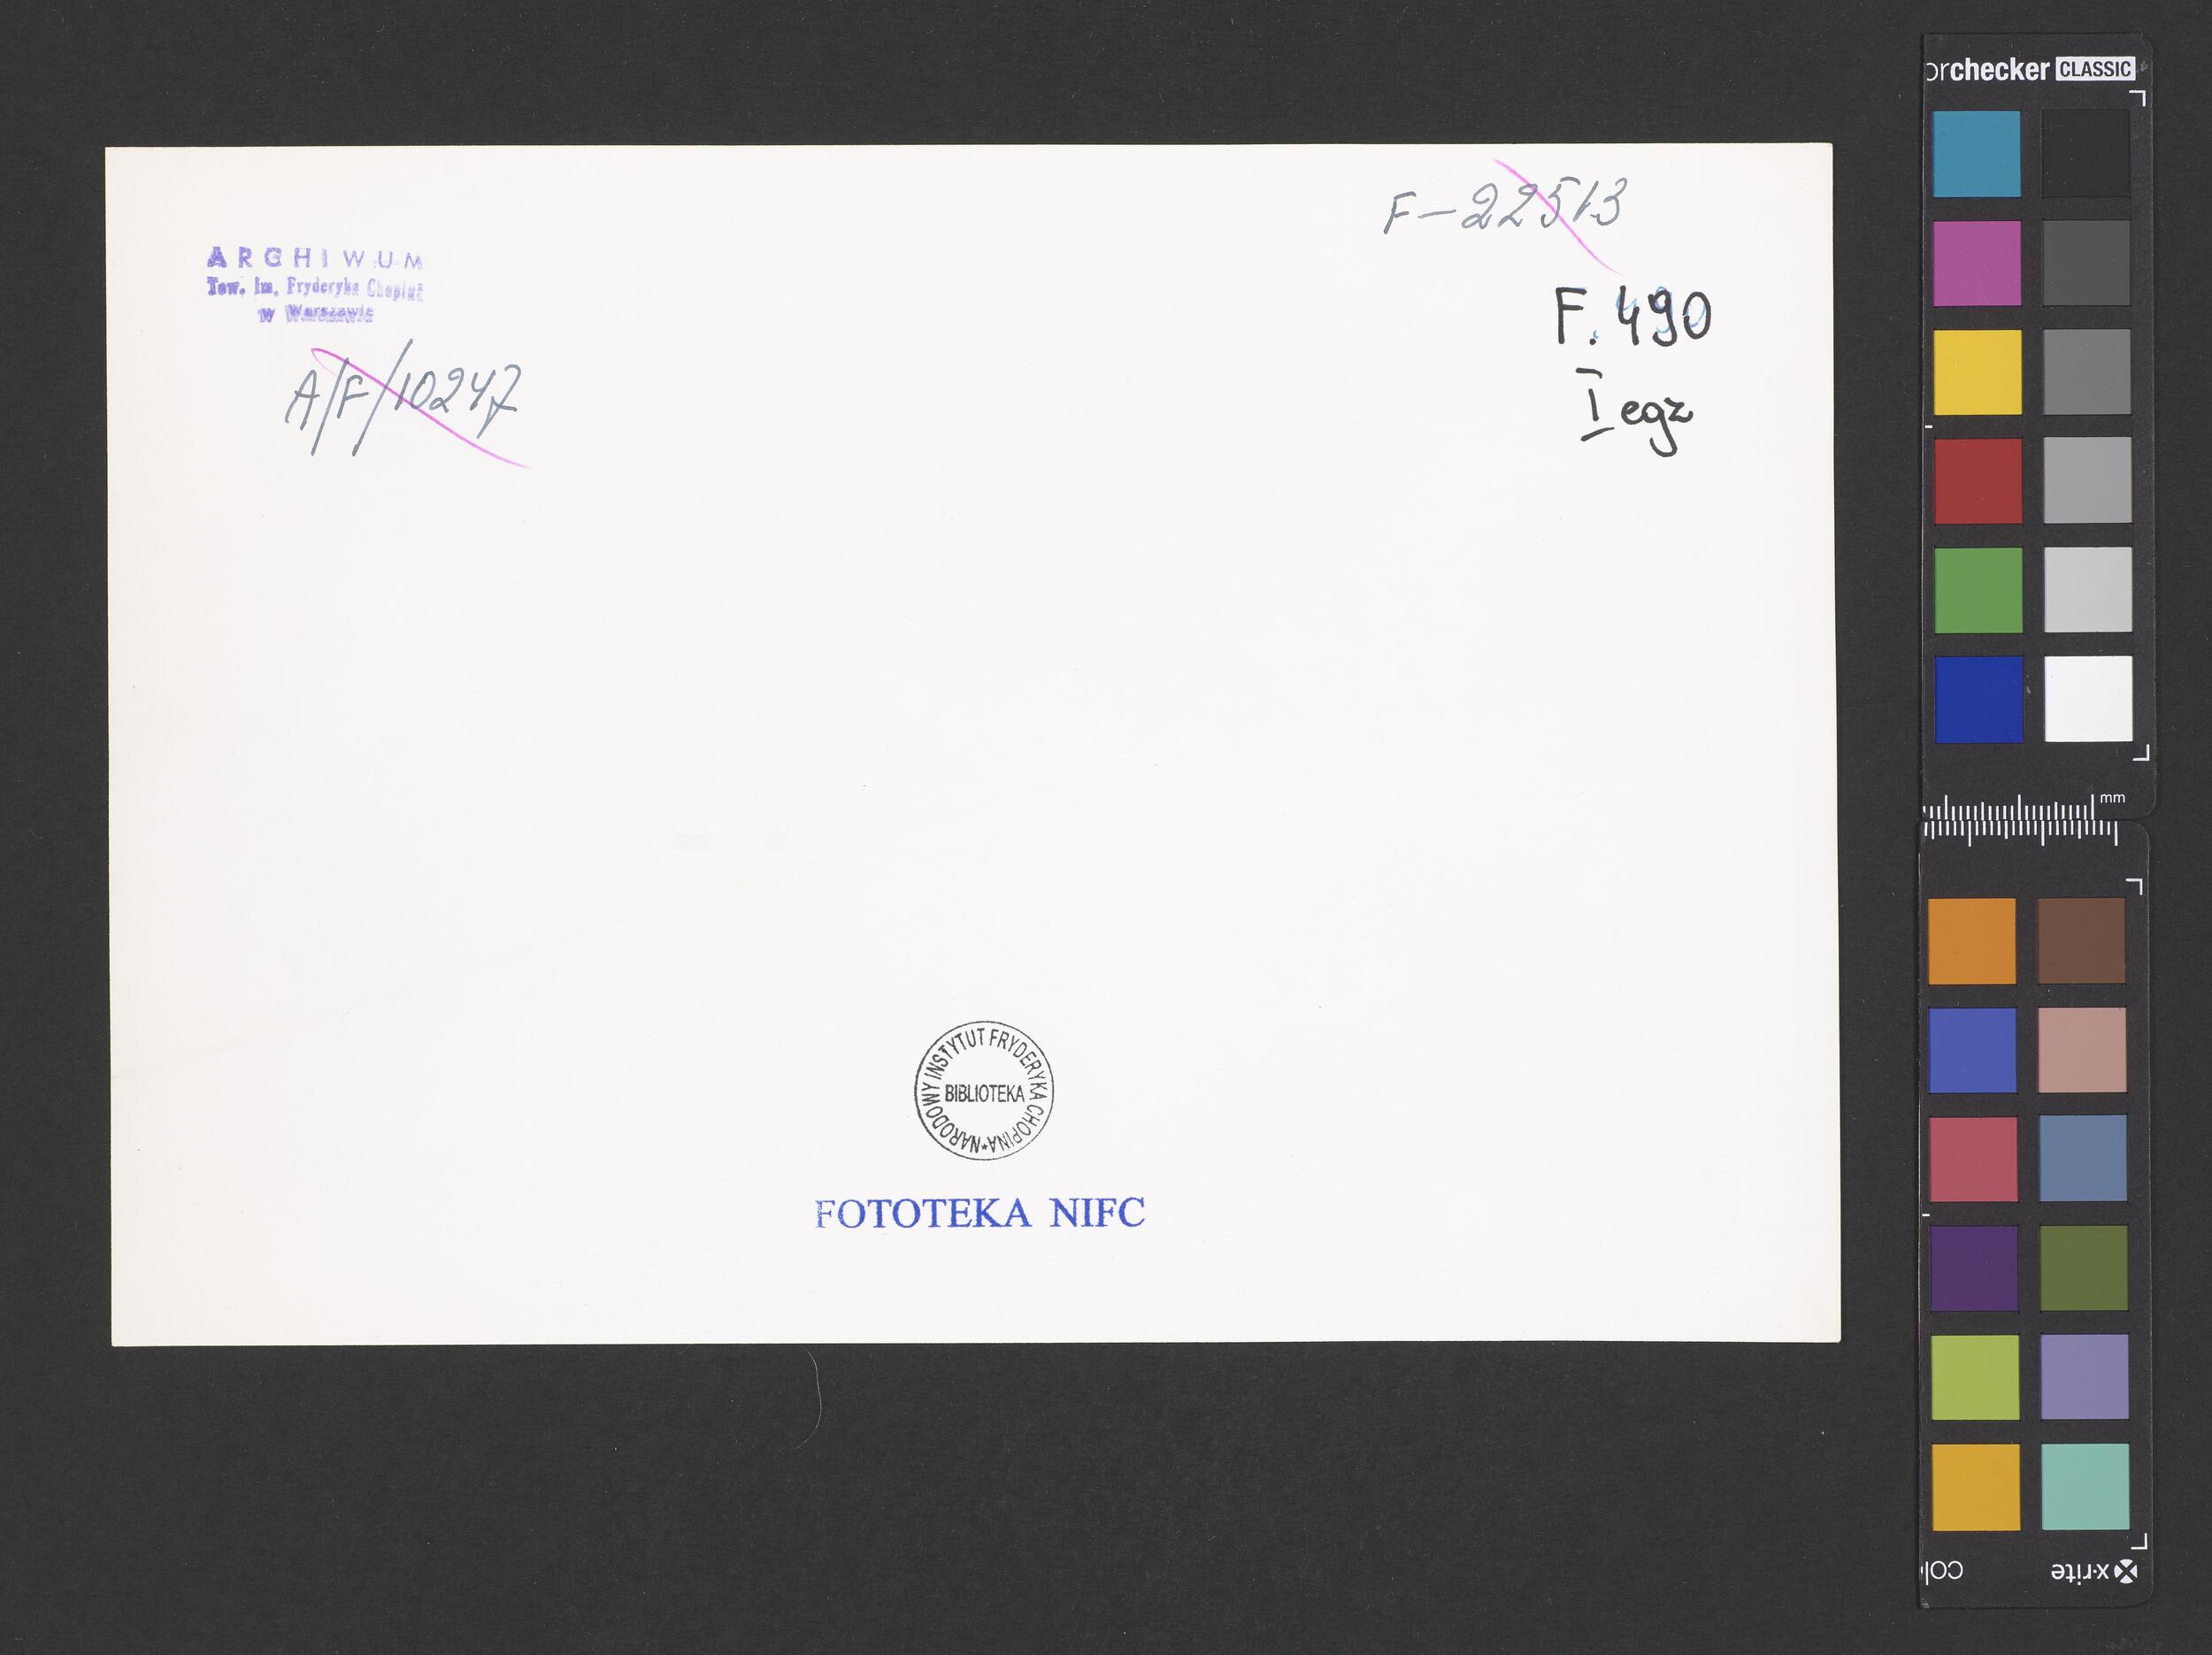 ARCHIWUM
Tow. im. Fryderyka Chopina
w Warszawie
A/F/10247
F-22513
F. 490
I egz
NARODOWY INSTYTUT FRYDERYKA CHOPINA *
BIBLIOTEKA
FOTOTEKA NIFC
orchecker CLASSIC
mm
col
x-rite